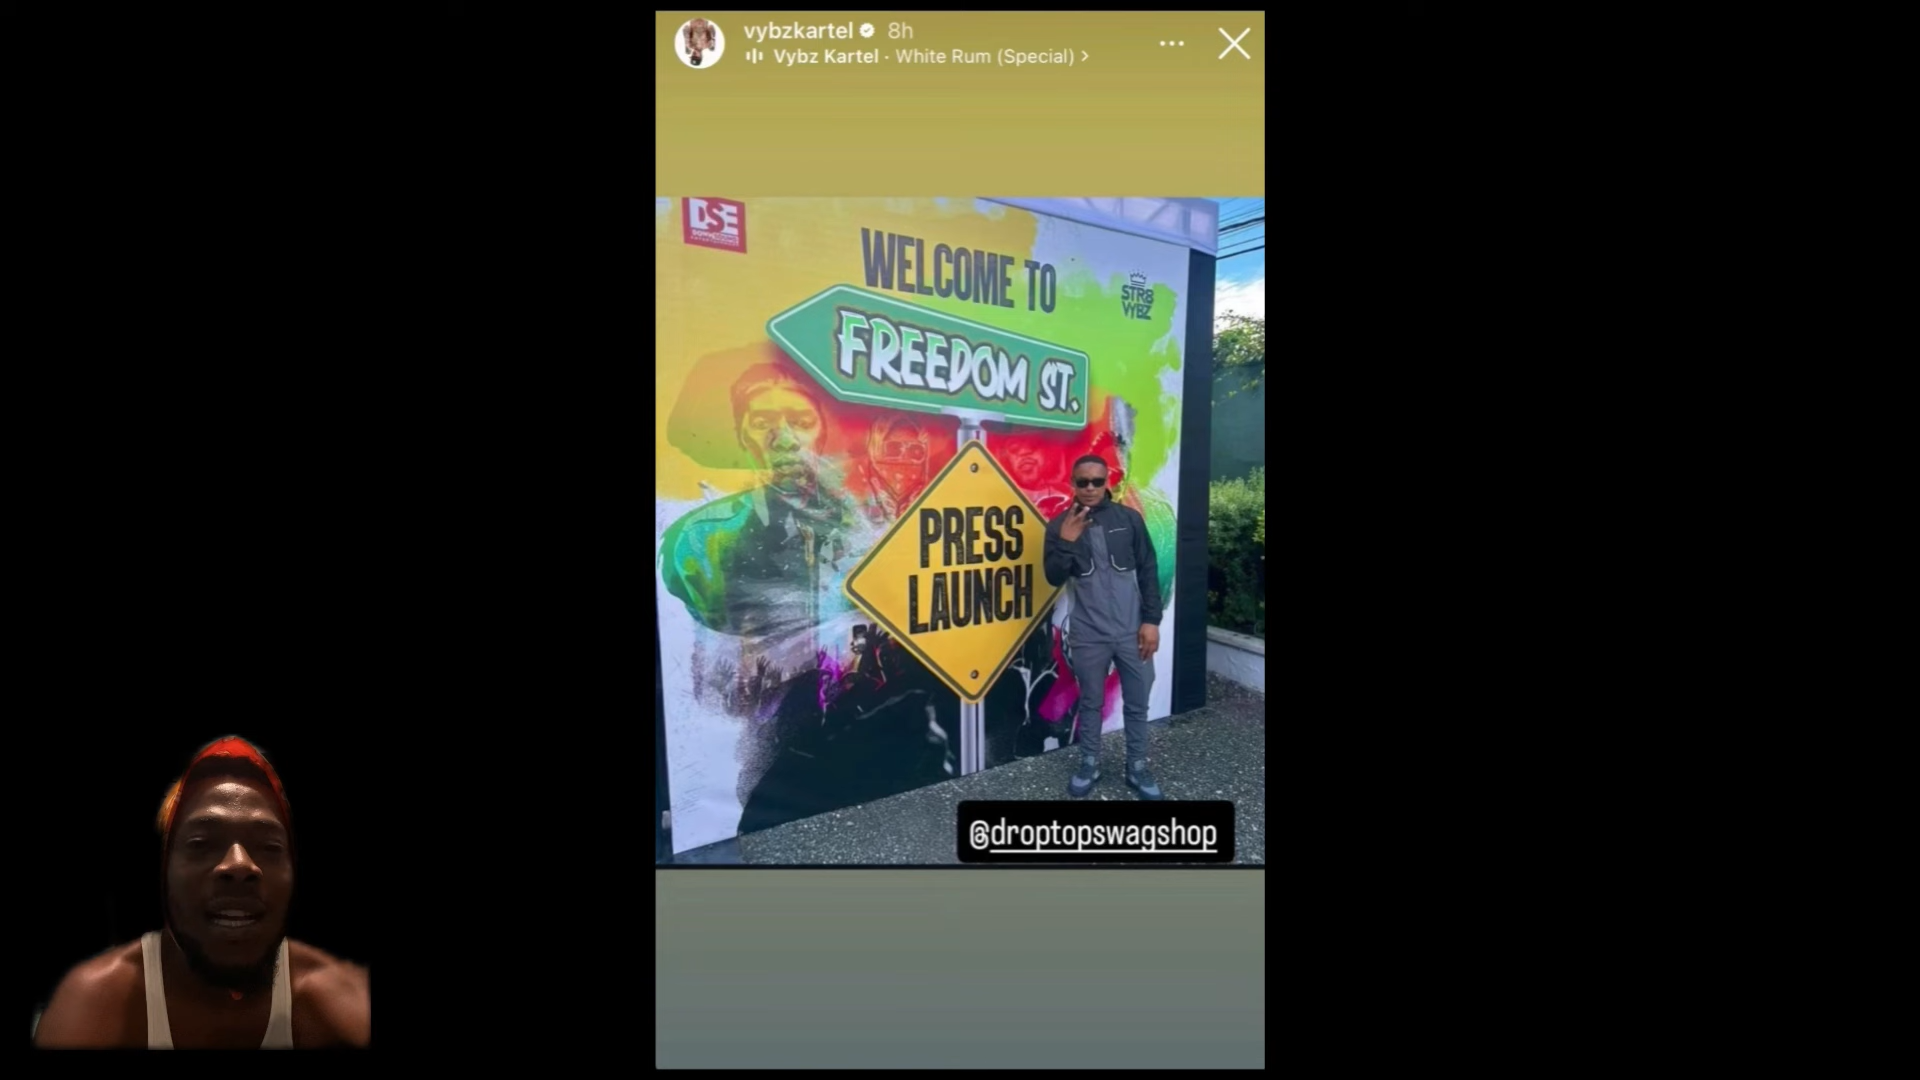 vybzkartel 8h
Vybz Kartel · White Rum (Special) >
DSE
WELCOME TO
STR8
VYBZ
FREEDOM ST.
PRESS
LAUNCH
@droptopswagshop